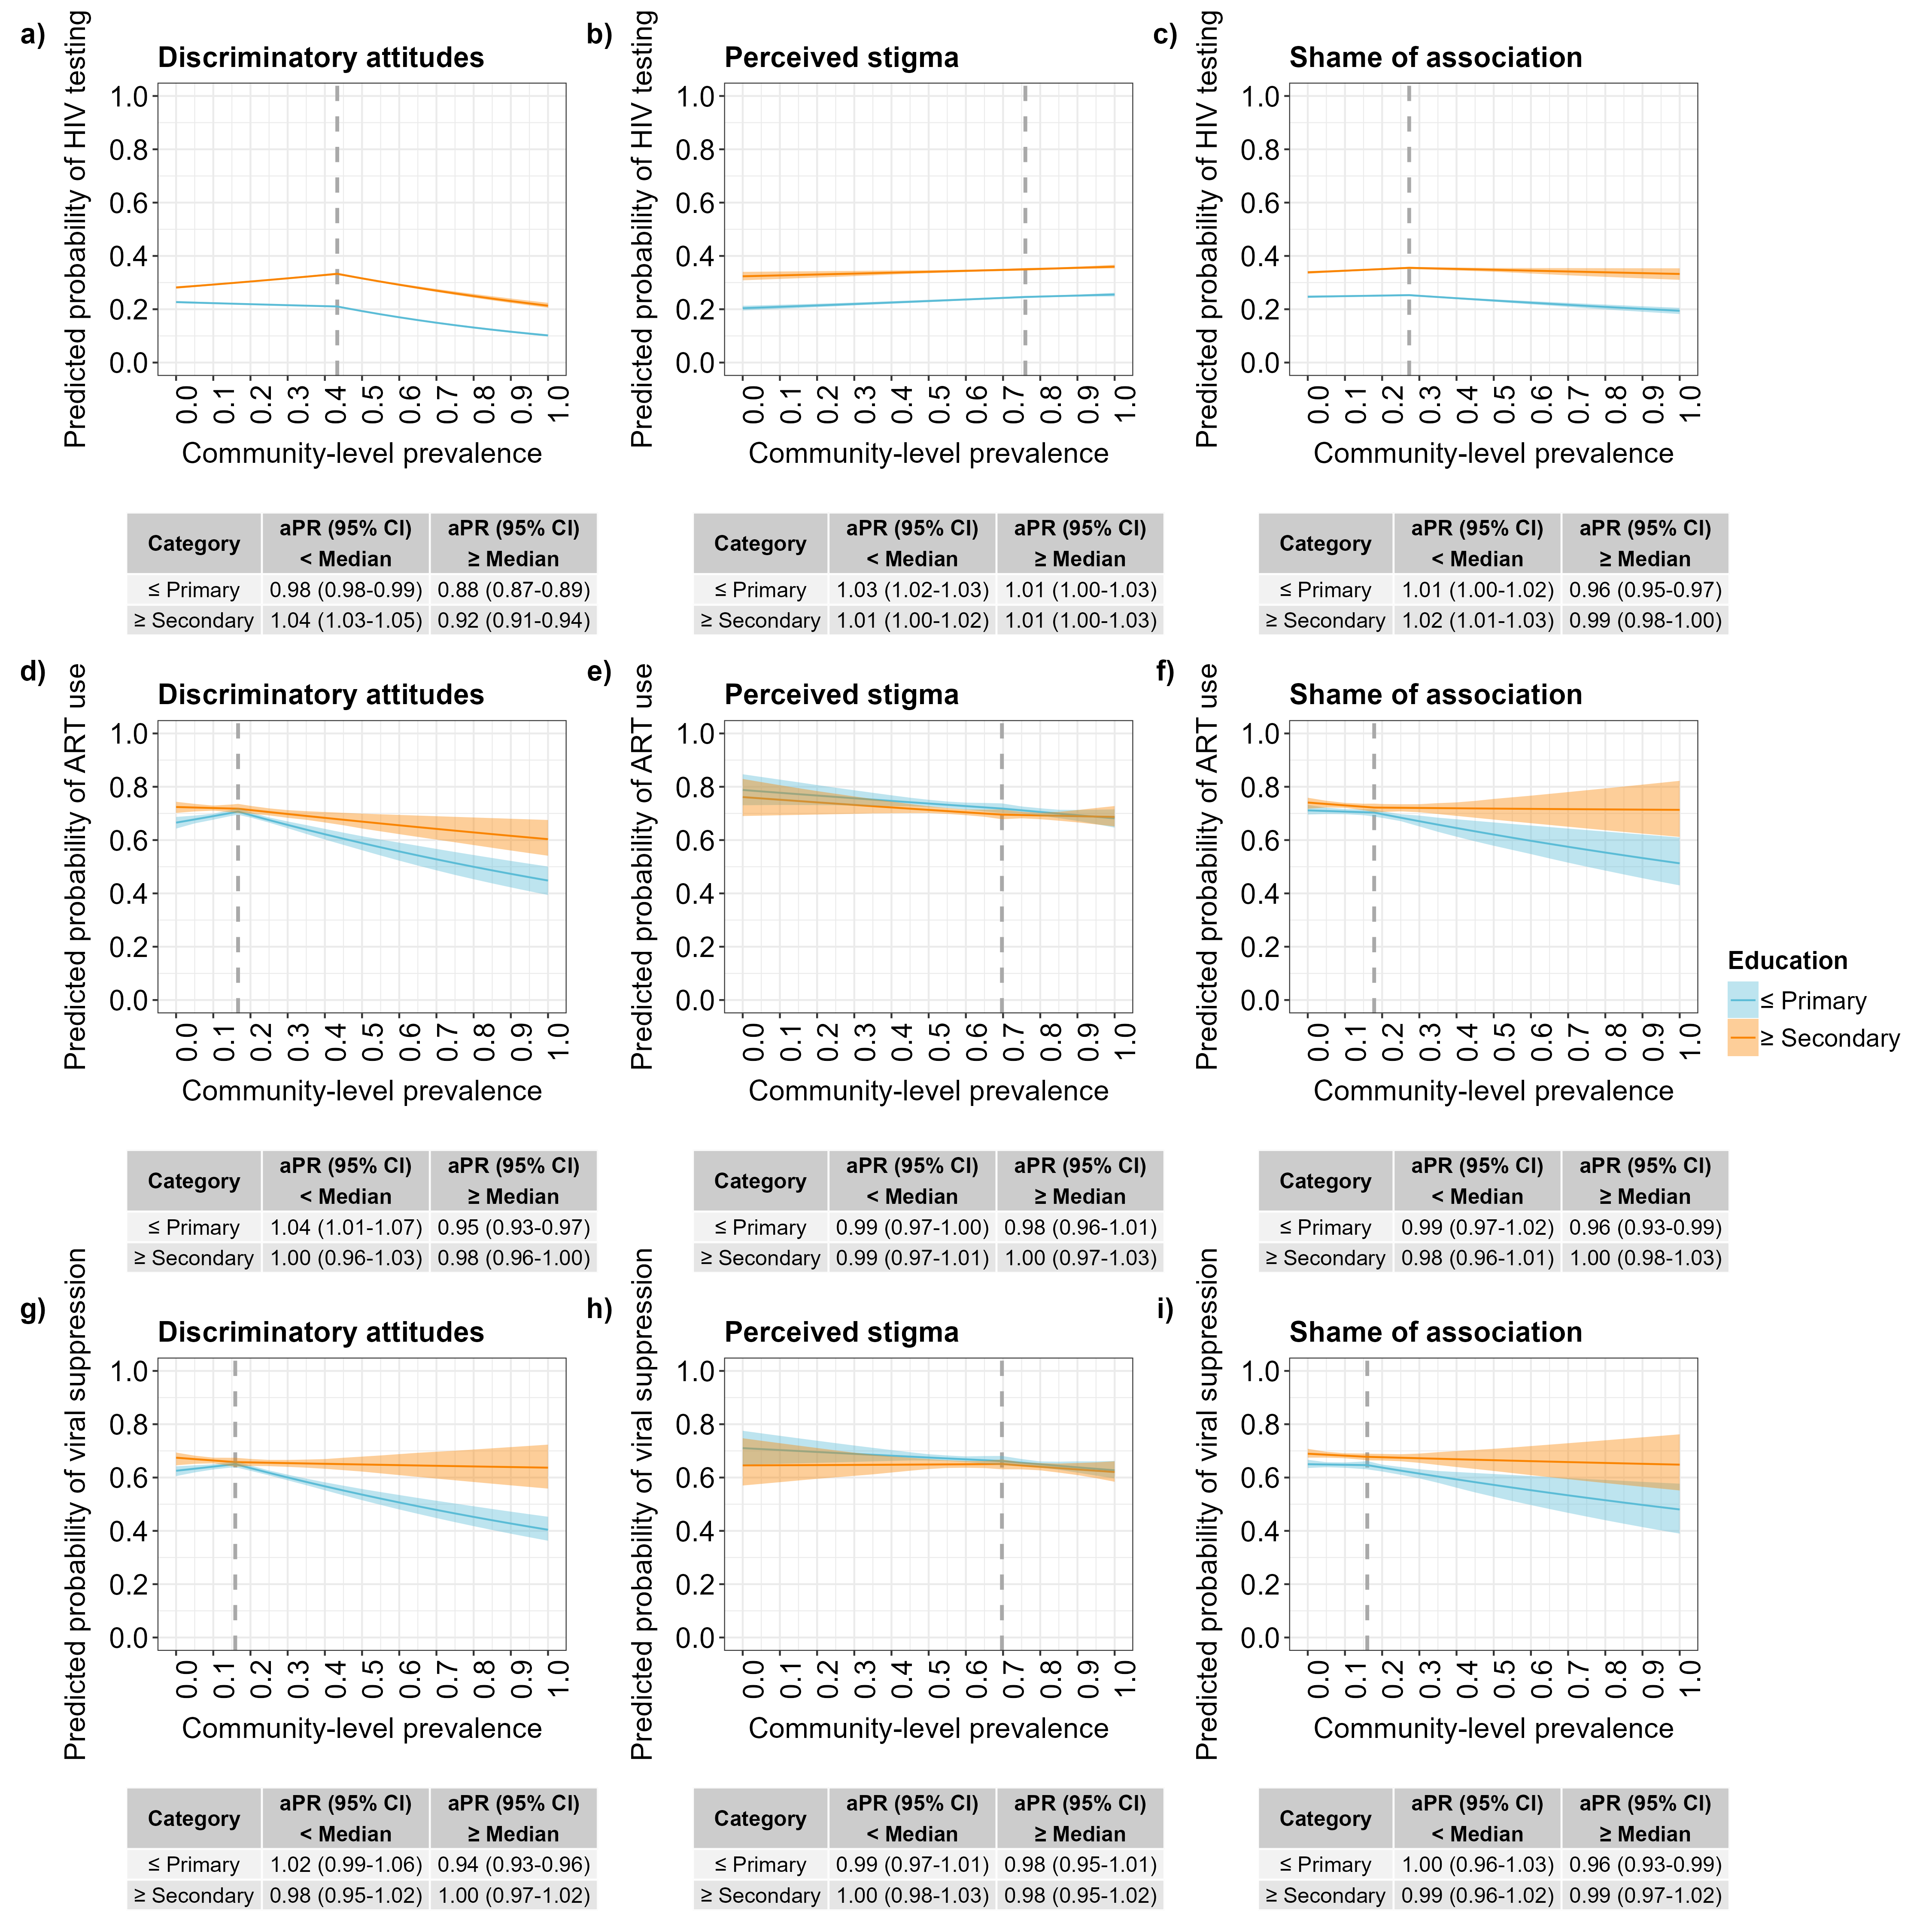 a)
Discriminatory attitudes
Predicted probability of HIV testing
1.0
0.8
0.6
0.4
0.2
0.0
0.0 0.1 0.2 0.3 0.4 0.5 0.6 0.7 0.8 0.9 1.0
Community-level prevalence
Category aPR (95% CI) < Median aPR (95% CI) ≥ Median
≤ Primary 0.98 (0.98-0.99) 0.88 (0.87-0.89)
≥ Secondary 1.04 (1.03-1.05) 0.92 (0.91-0.94)
b)
Perceived stigma
Predicted probability of HIV testing
1.0
0.8
0.6
0.4
0.2
0.0
0.0 0.1 0.2 0.3 0.4 0.5 0.6 0.7 0.8 0.9 1.0
Community-level prevalence
Category aPR (95% CI) < Median aPR (95% CI) ≥ Median
≤ Primary 1.03 (1.02-1.03) 1.01 (1.00-1.03)
≥ Secondary 1.01 (1.00-1.02) 1.01 (1.00-1.03)
c)
Shame of association
Predicted probability of HIV testing
1.0
0.8
0.6
0.4
0.2
0.0
0.0 0.1 0.2 0.3 0.4 0.5 0.6 0.7 0.8 0.9 1.0
Community-level prevalence
Category aPR (95% CI) < Median aPR (95% CI) ≥ Median
≤ Primary 1.01 (1.00-1.02) 0.96 (0.95-0.97)
≥ Secondary 1.02 (1.01-1.03) 0.99 (0.98-1.00)
d)
Discriminatory attitudes
Predicted probability of ART use
1.0
0.8
0.6
0.4
0.2
0.0
0.0 0.1 0.2 0.3 0.4 0.5 0.6 0.7 0.8 0.9 1.0
Community-level prevalence
Category aPR (95% CI) < Median aPR (95% CI) ≥ Median
≤ Primary 1.04 (1.01-1.07) 0.95 (0.93-0.97)
≥ Secondary 1.00 (0.96-1.03) 0.98 (0.96-1.00)
e)
Perceived stigma
Predicted probability of ART use
1.0
0.8
0.6
0.4
0.2
0.0
0.0 0.1 0.2 0.3 0.4 0.5 0.6 0.7 0.8 0.9 1.0
Community-level prevalence
Category aPR (95% CI) < Median aPR (95% CI) ≥ Median
≤ Primary 0.99 (0.97-1.00) 0.98 (0.96-1.01)
≥ Secondary 0.99 (0.97-1.01) 1.00 (0.97-1.03)
f)
Shame of association
Predicted probability of ART use
1.0
0.8
0.6
0.4
0.2
0.0
0.0 0.1 0.2 0.3 0.4 0.5 0.6 0.7 0.8 0.9 1.0
Community-level prevalence
Category aPR (95% CI) < Median aPR (95% CI) ≥ Median
≤ Primary 0.99 (0.97-1.02) 0.96 (0.93-0.99)
≥ Secondary 0.98 (0.96-1.01) 1.00 (0.98-1.03)
Education
≤ Primary
≥ Secondary
g)
Discriminatory attitudes
Predicted probability of viral suppression
1.0
0.8
0.6
0.4
0.2
0.0
0.0 0.1 0.2 0.3 0.4 0.5 0.6 0.7 0.8 0.9 1.0
Community-level prevalence
Category aPR (95% CI) < Median aPR (95% CI) ≥ Median
≤ Primary 1.02 (0.99-1.06) 0.94 (0.93-0.96)
≥ Secondary 0.98 (0.95-1.02) 1.00 (0.97-1.02)
h)
Perceived stigma
Predicted probability of viral suppression
1.0
0.8
0.6
0.4
0.2
0.0
0.0 0.1 0.2 0.3 0.4 0.5 0.6 0.7 0.8 0.9 1.0
Community-level prevalence
Category aPR (95% CI) < Median aPR (95% CI) ≥ Median
≤ Primary 0.99 (0.97-1.01) 0.98 (0.95-1.01)
≥ Secondary 1.00 (0.98-1.03) 0.98 (0.95-1.02)
i)
Shame of association
Predicted probability of viral suppression
1.0
0.8
0.6
0.4
0.2
0.0
0.0 0.1 0.2 0.3 0.4 0.5 0.6 0.7 0.8 0.9 1.0
Community-level prevalence
Category aPR (95% CI) < Median aPR (95% CI) ≥ Median
≤ Primary 1.00 (0.96-1.03) 0.96 (0.93-0.99)
≥ Secondary 0.99 (0.96-1.02) 0.99 (0.97-1.02)